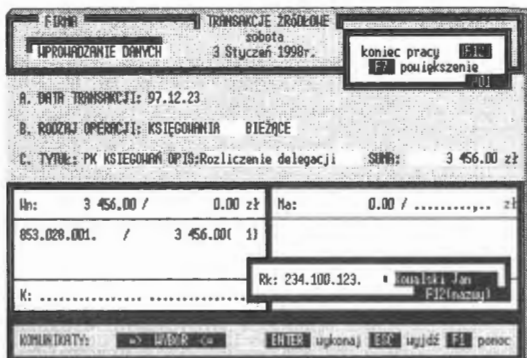 FIRMA
TRANSAKCJE ŹRÓDŁOWE
sobota
WPROWADZANIE DANYCH
3 Styczeń 1998r.
koniec pracy
F7 powiększenie
A. DATA TRANSAKCJI: 97.12.23
B. RODZAJ OPERACJI: KSIĘGOWANIA BIEŻĄCE
C. TYTUŁ: PK KSIEGOWAŃ OPIS:Rozliczenie delegacji SUMA: 3 456.00 zł
Wn: 3 456.00 / 0.00 zł
Ma: 0.00 / ........,.. zł
853.028.001. / 3 456.00( 1)
Rk: 234.100.123. Kowalski Jan
F12(nazwy)
K: .............. ..............
KOMUNIKATY: => WYBÓR <= ENTER wykonaj ESC wyjdź F1 pomoc